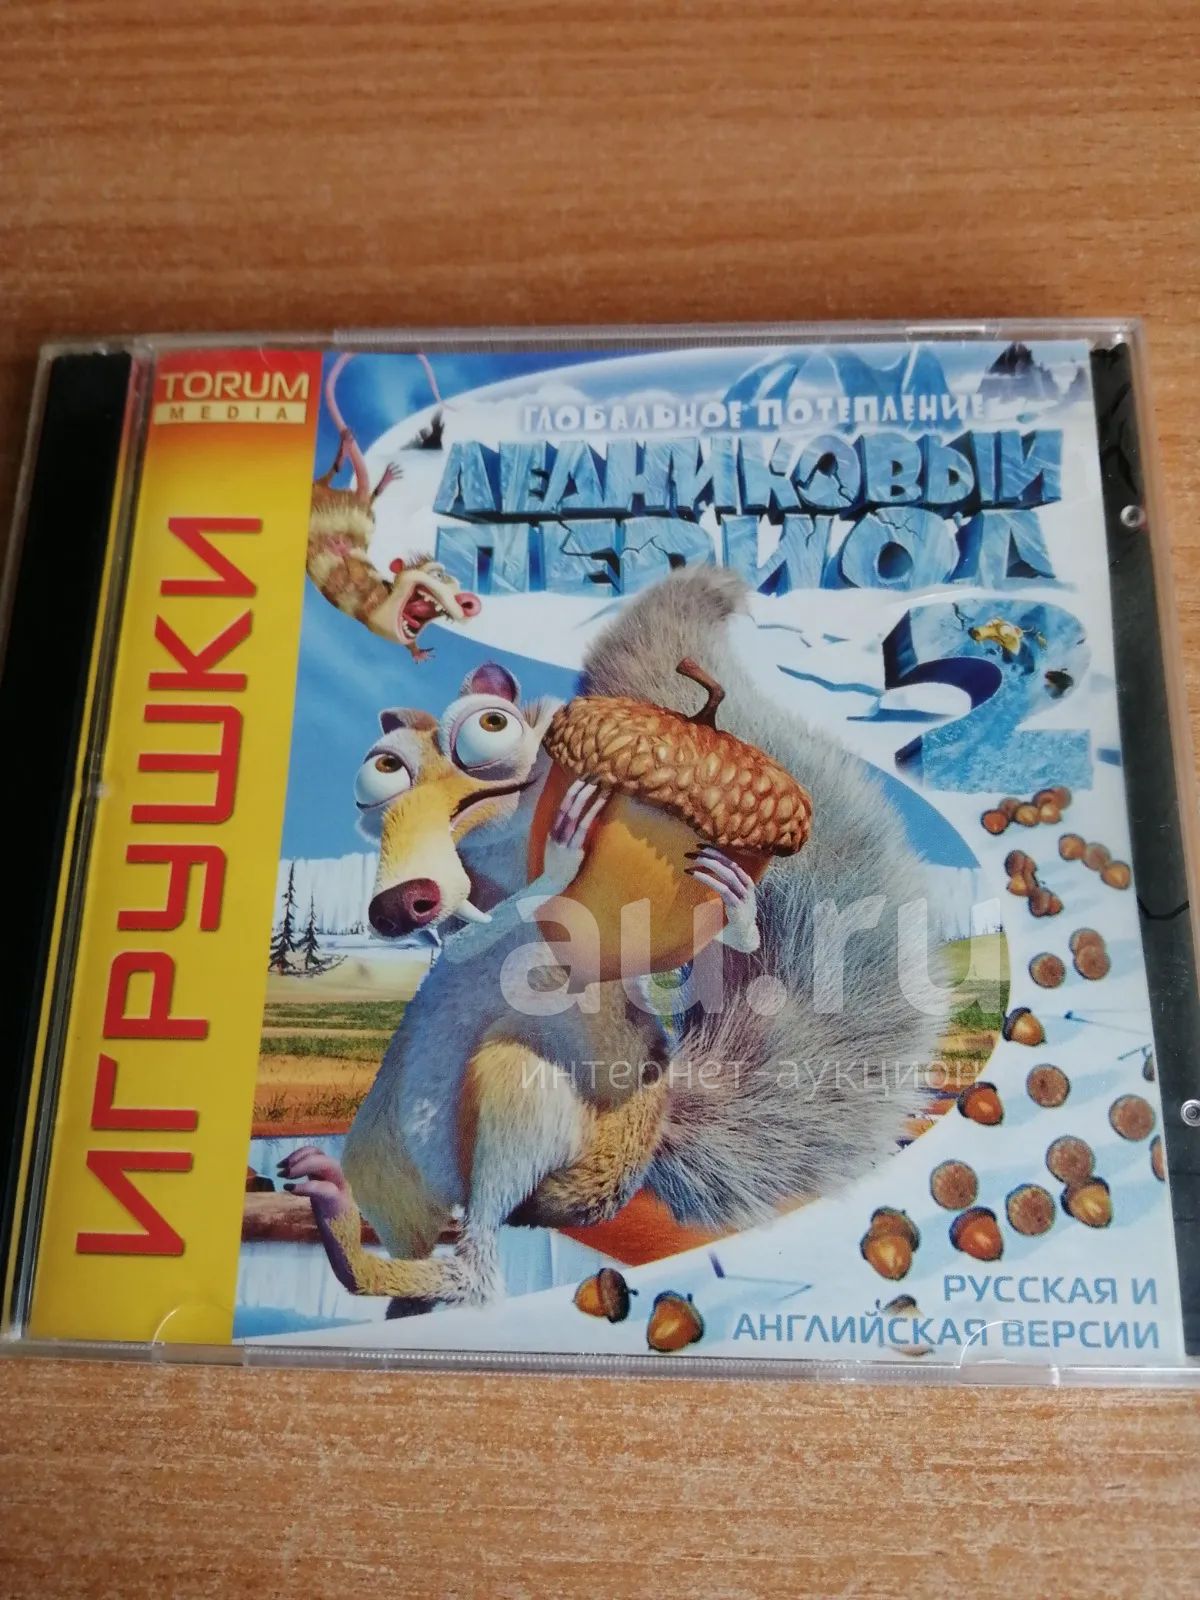 TORUM
MEDIA
ИГРУШКИ
ГЛОБАЛЬНОЕ ПОТЕПЛЕНИЕ
ЛЕДНИКОВЫЙ
ПЕРИОД
2
au.ru
интернет-аукцион
РУССКАЯ И
АНГЛИЙСКАЯ ВЕРСИИ